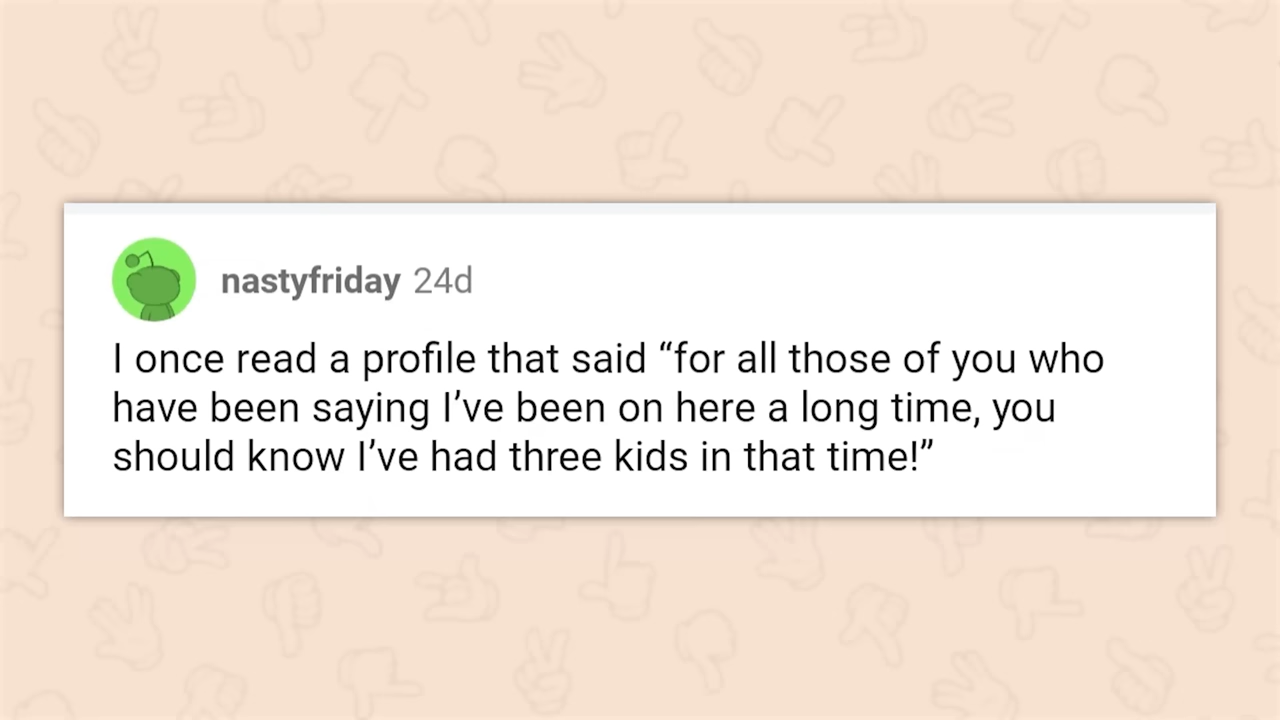 nastyfriday 24d
I once read a profile that said “for all those of you who
have been saying I’ve been on here a long time, you
should know I’ve had three kids in that time!”